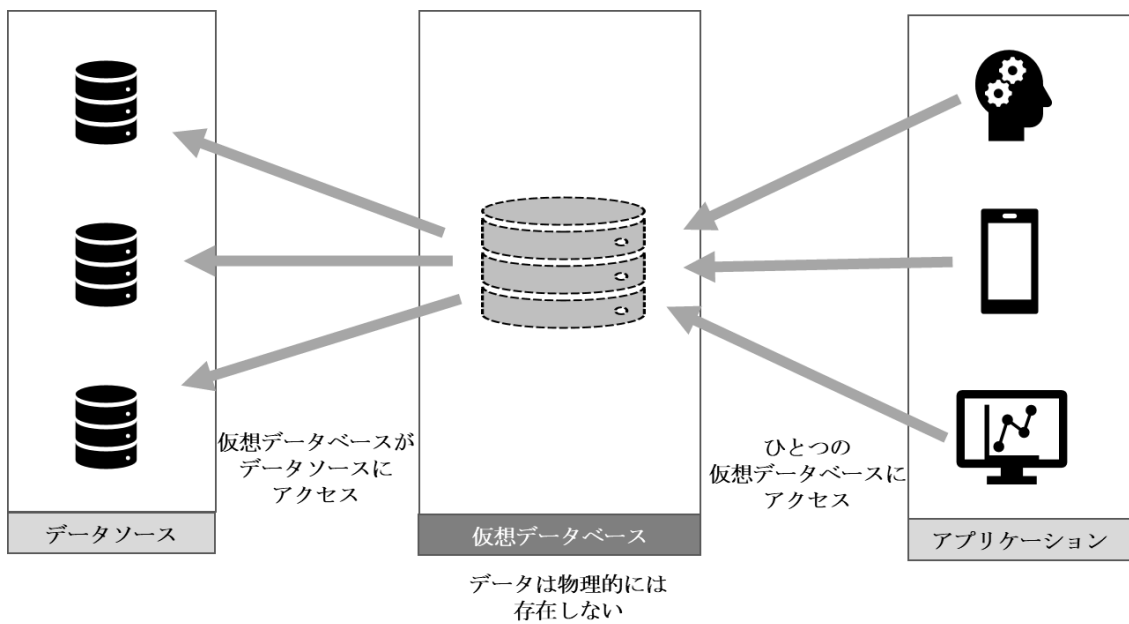 仮想データベースが
データソースに
アクセス
ひとつの
仮想データベースに
アクセス
データソース
仮想データベース
アプリケーション
データは物理的には
存在しない